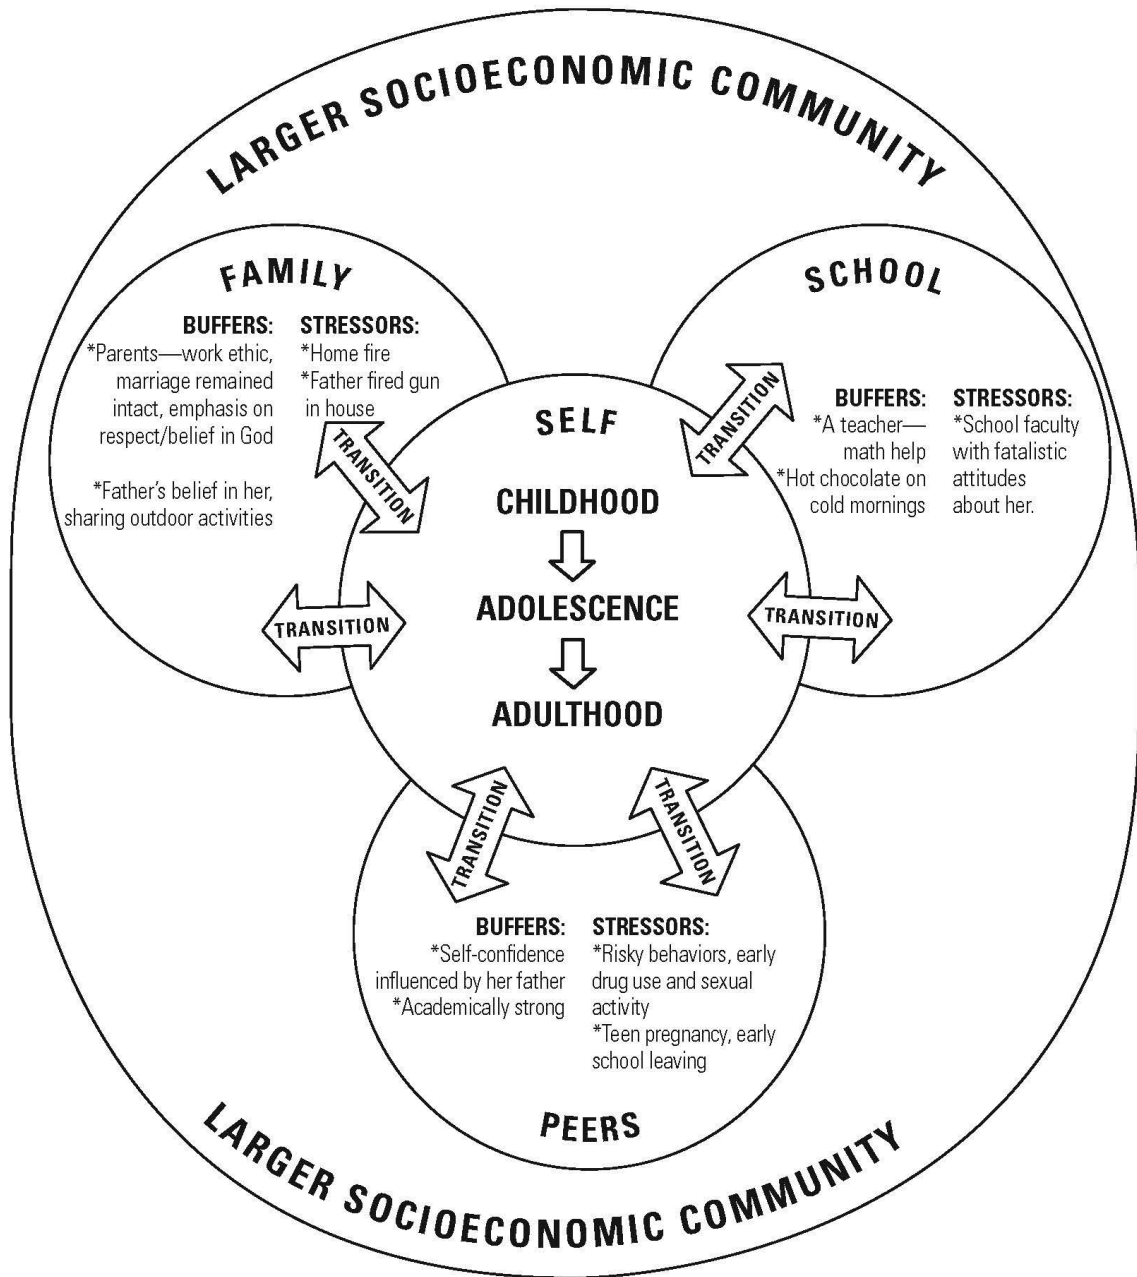 LARGER SOCIOECONOMIC COMMUNITY
FAMILY
BUFFERS:
*Parents—work ethic,
marriage remained
intact, emphasis on
respect/belief in God
*Father's belief in her,
sharing outdoor activities
STRESSORS:
*Home fire
*Father fired gun
in house
TRANSITION
TRANSITION
SELF
CHILDHOOD
ADOLESCENCE
ADULTHOOD
SCHOOL
BUFFERS:
*A teacher—
math help
*Hot chocolate on
cold mornings
STRESSORS:
*School faculty
with fatalistic
attitudes
about her.
TRANSITION
TRANSITION
TRANSITION
TRANSITION
BUFFERS:
*Self-confidence
influenced by her father
*Academically strong
STRESSORS:
*Risky behaviors, early
drug use and sexual
activity
*Teen pregnancy, early
school leaving
PEERS
LARGER SOCIOECONOMIC COMMUNITY